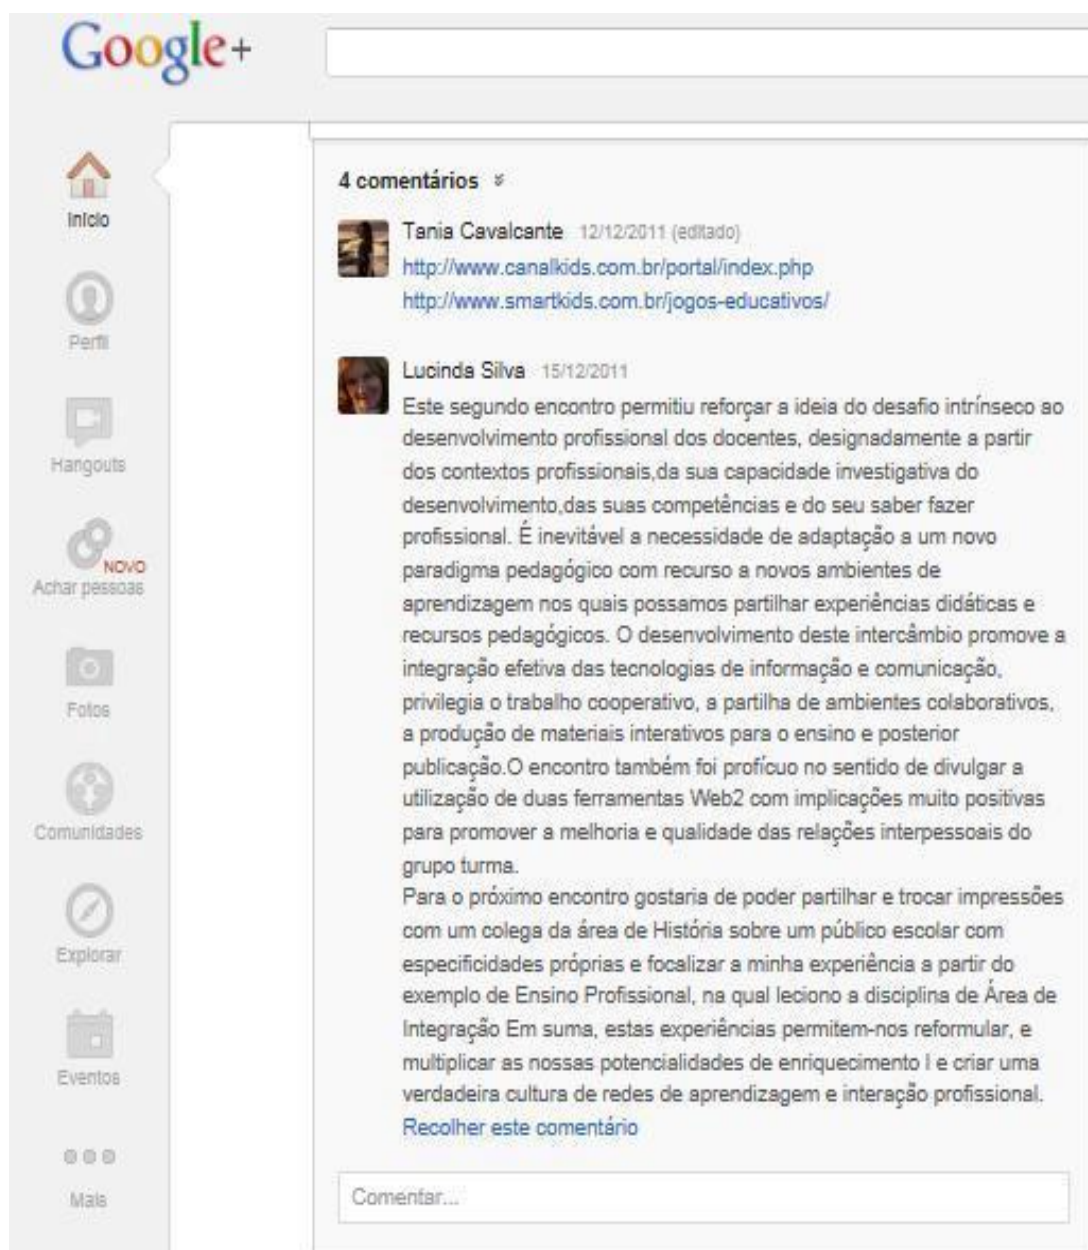 Google+
Início
Perfil
Hangouts
NOVO
Achar pessoas
Fotos
Comunidades
Explorar
Eventos
Mais
4 comentários
Tania Cavalcante 12/12/2011 (editado)
http://www.canalkids.com.br/portal/index.php
http://www.smartkids.com.br/jogos-educativos/
Lucinda Silva 15/12/2011
Este segundo encontro permitiu reforçar a ideia do desafio intrínseco ao
desenvolvimento profissional dos docentes, designadamente a partir
dos contextos profissionais,da sua capacidade investigativa do
desenvolvimento,das suas competências e do seu saber fazer
profissional. É inevitável a necessidade de adaptação a um novo
paradigma pedagógico com recurso a novos ambientes de
aprendizagem nos quais possamos partilhar experiências didáticas e
recursos pedagógicos. O desenvolvimento deste intercâmbio promove a
integração efetiva das tecnologias de informação e comunicação,
privilegia o trabalho cooperativo, a partilha de ambientes colaborativos,
a produção de materiais interativos para o ensino e posterior
publicação.O encontro também foi profícuo no sentido de divulgar a
utilização de duas ferramentas Web2 com implicações muito positivas
para promover a melhoria e qualidade das relações interpessoais do
grupo turma.
Para o próximo encontro gostaria de poder partilhar e trocar impressões
com um colega da área de História sobre um público escolar com
especificidades próprias e focalizar a minha experiência a partir do
exemplo de Ensino Profissional, na qual leciono a disciplina de Área de
Integração Em suma, estas experiências permitem-nos reformular, e
multiplicar as nossas potencialidades de enriquecimento l e criar uma
verdadeira cultura de redes de aprendizagem e interação profissional.
Recolher este comentário
Comentar...